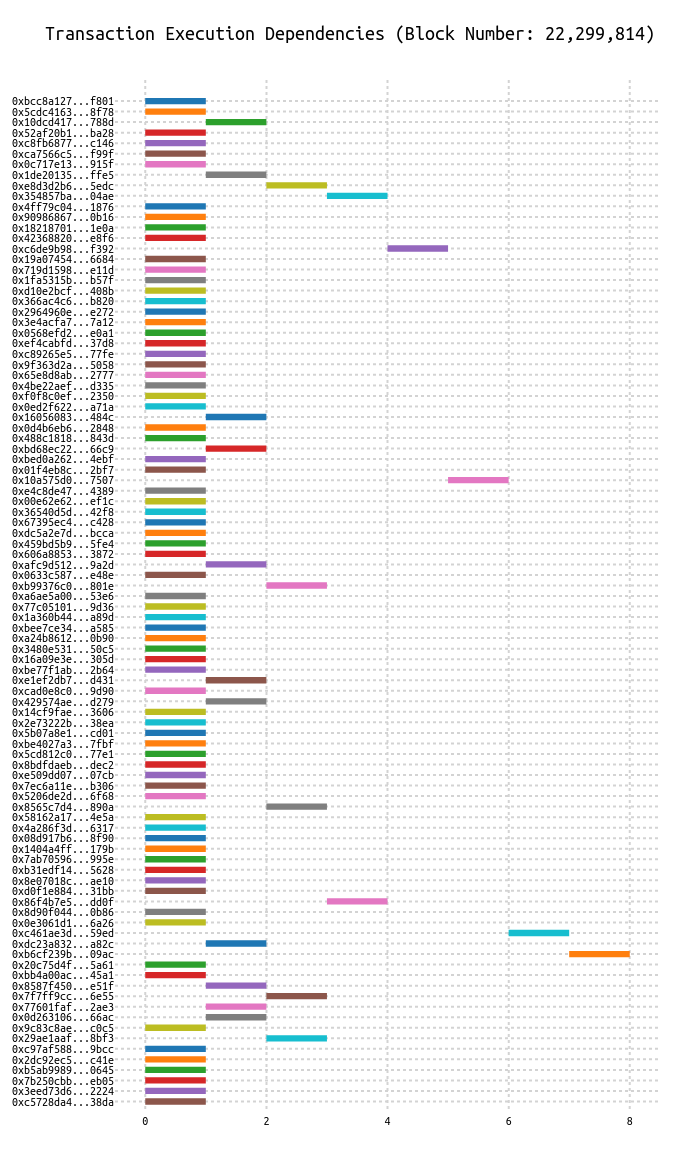 Transaction Execution Dependencies (Block Number: 22,299,814)
0xbcc8a127...f801
0x5cdc4163...8f78
0x10dcd417...788d
0x52af20b1...ba28
0xc8fb6877...c146
0xca7566c5...f99f
0x0c717e13...915f
0x1de20135...ffe5
0xe8d3d2b6...5edc
0x354857ba...04ae
0x4ff79c04...1876
0x90986867...0b16
0x18218701...1e0a
0x42368820...e8f6
0xc6de9b98...f392
0x19a07454...6684
0x719d1598...e11d
0x1fa5315b...b57f
0xd10e2bcf...408b
0x366ac4c6...b820
0x2964960e...e272
0x3e4acfa7...7a12
0x0568efd2...e0a1
0xef4cabfd...37d8
0xc89265e5...77fe
0x9f363d2a...5058
0x65e8d8ab...2777
0x4be22aef...d335
0xf0f8c0ef...2350
0x0ed2f622...a71a
0x16056083...484c
0x0d4b6eb6...2848
0x488c1818...843d
0xbd68ec22...66c9
0xbed0a262...4ebf
0x01f4eb8c...2bf7
0x10a575d0...7507
0xe4c8de47...4389
0x00e62e62...ef1c
0x36540d5d...42f8
0x67395ec4...c428
0xdc5a2e7d...bcca
0x459bd5b9...5fe4
0x606a8853...3872
0xafc9d512...9a2d
0x0633c587...e48e
0xb99376c0...801e
0xa6ae5a00...53e6
0x77c05101...9d36
0x1a360b44...a89d
0xbee7ce34...a585
0xa24b8612...0b90
0x3480e531...50c5
0x16a09e3e...305d
0xbe77f1ab...2b64
0xe1ef2db7...d431
0xcad0e8c0...9d90
0x429574ae...d279
0x14cf9fae...3606
0x2e73222b...38ea
0x5b07a8e1...cd01
0xbe4027a3...7fbf
0x5cd812c0...77e1
0x8bdfdaeb...dec2
0xe509dd07...07cb
0x7ec6a11e...b306
0x5206de2d...6f68
0x8565c7d4...890a
0x58162a17...4e5a
0x4a286f3d...6317
0x08d917b6...8f90
0x1404a4ff...179b
0x7ab70596...995e
0xb31edf14...5628
0x8e07018c...ae10
0xd0f1e884...31bb
0x86f4b7e5...dd0f
0x8d90f044...0b86
0x0e3061d1...6a26
0xc461ae3d...59ed
0xdc23a832...a82c
0xb6cf239b...09ac
0x20c75d4f...5a61
0xbb4a00ac...45a1
0x8587f450...e51f
0x7f7ff9cc...6e55
0x77601faf...2ae3
0x0d263106...66ac
0x9c83c8ae...c0c5
0x29ae1aaf...8bf3
0xc97af588...9bcc
0x2dc92ec5...c41e
0xb5ab9989...0645
0x7b250cbb...eb05
0x3eed73d6...2224
0xc5728da4...38da
0 2 4 6 8